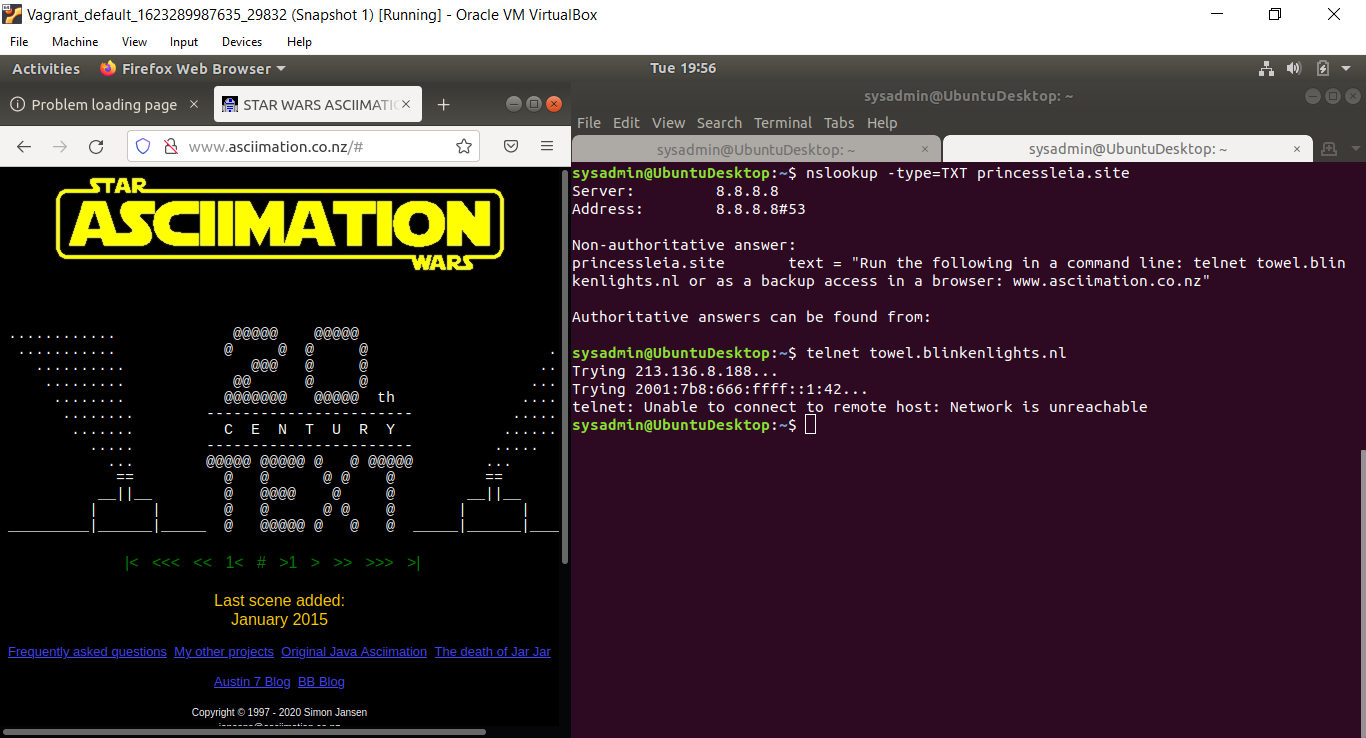 Vagrant_default_1623289987635_29832 (Snapshot 1) [Running] - Oracle VM VirtualBox
File Machine View Input Devices Help
Activities Firefox Web Browser Tue 19:56
Problem loading page × STAR WARS ASCIIMATIO × +
www.asciimation.co.nz/#
STAR
ASCIIMATION
WARS
20 th
C E N T U R Y
TEXT
|< <<< << 1< # >1 > >> >>> >|
Last scene added:
January 2015
Frequently asked questions My other projects Original Java Asciimation The death of Jar Jar
Austin 7 Blog BB Blog
Copyright © 1997 - 2020 Simon Jansen
sysadmin@UbuntuDesktop: ~
File Edit View Search Terminal Tabs Help
sysadmin@UbuntuDesktop: ~ × sysadmin@UbuntuDesktop: ~ ×
sysadmin@UbuntuDesktop:~$ nslookup -type=TXT princessleia.site
Server: 8.8.8.8
Address: 8.8.8.8#53
Non-authoritative answer:
princessleia.site text = "Run the following in a command line: telnet towel.blin
kenlights.nl or as a backup access in a browser: www.asciimation.co.nz"
Authoritative answers can be found from:
sysadmin@UbuntuDesktop:~$ telnet towel.blinkenlights.nl
Trying 213.136.8.188...
Trying 2001:7b8:666:ffff::1:42...
telnet: Unable to connect to remote host: Network is unreachable
sysadmin@UbuntuDesktop:~$